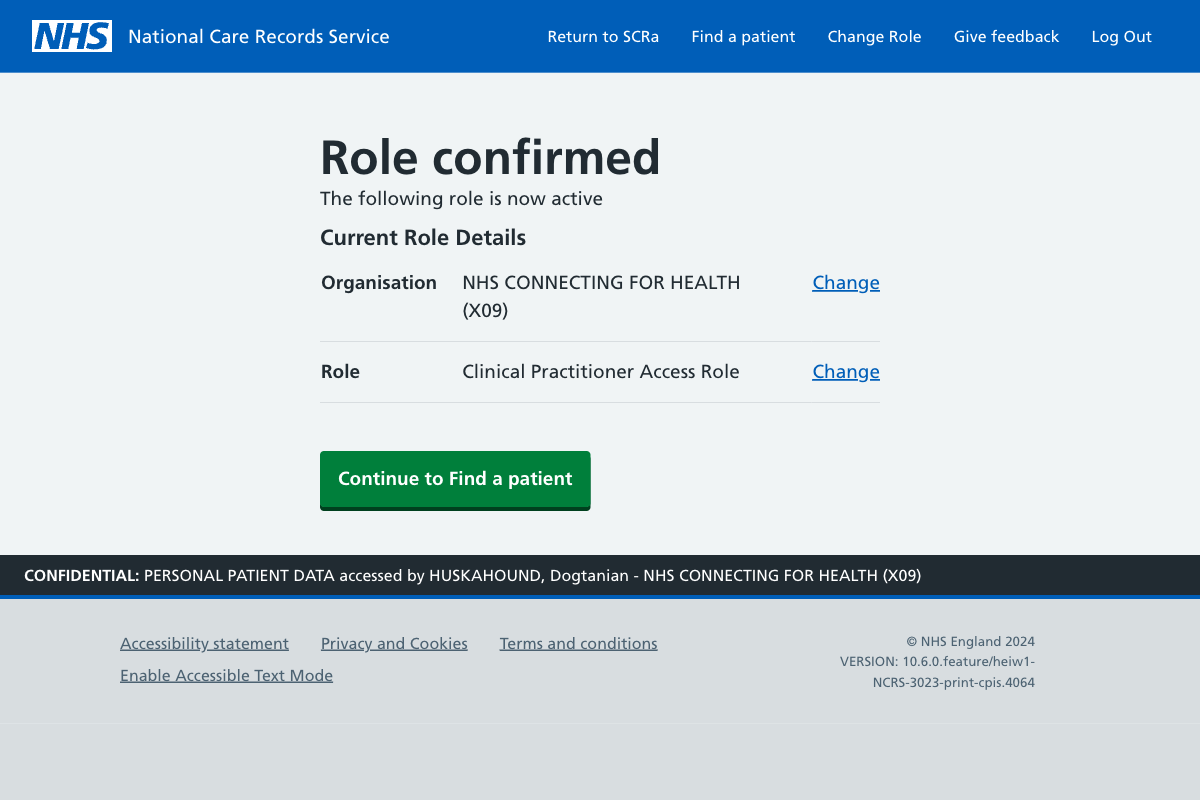 NHS National Care Records Service Return to SCRa Find a patient Change Role Give feedback Log Out
Role confirmed
The following role is now active
Current Role Details
Organisation NHS CONNECTING FOR HEALTH Change
(X09)
Role Clinical Practitioner Access Role Change
Continue to Find a patient
CONFIDENTIAL: PERSONAL PATIENT DATA accessed by HUSKAHOUND, Dogtanian - NHS CONNECTING FOR HEALTH (X09)
Accessibility statement Privacy and Cookies Terms and conditions
Enable Accessible Text Mode
© NHS England 2024
VERSION: 10.6.0.feature/heiw1-
NCRS-3023-print-cpis.4064